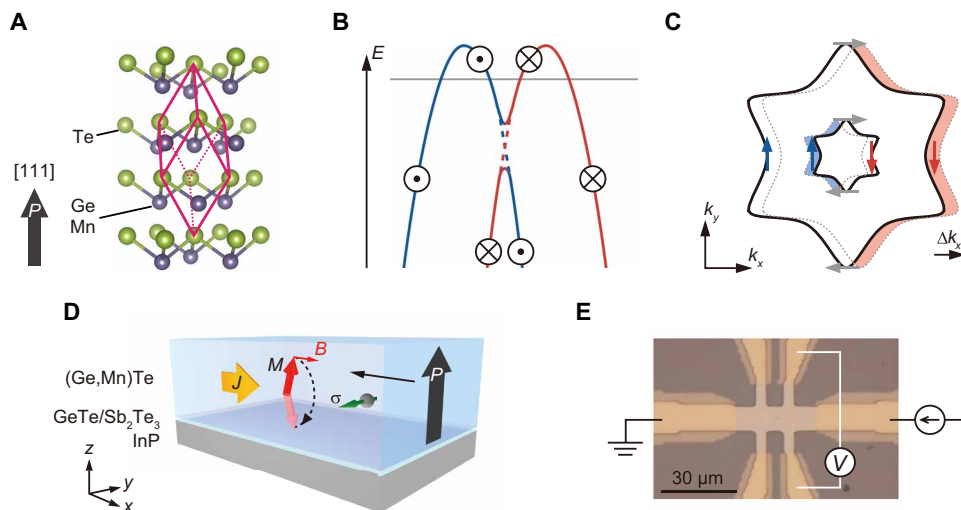 A
Te
[111]
P
Ge
Mn
B
E
C
k_y
k_x
Δk_x
D
(Ge,Mn)Te
GeTe/Sb₂Te₃
InP
J
M
B
σ
P
z
y
x
E
V
30 μm